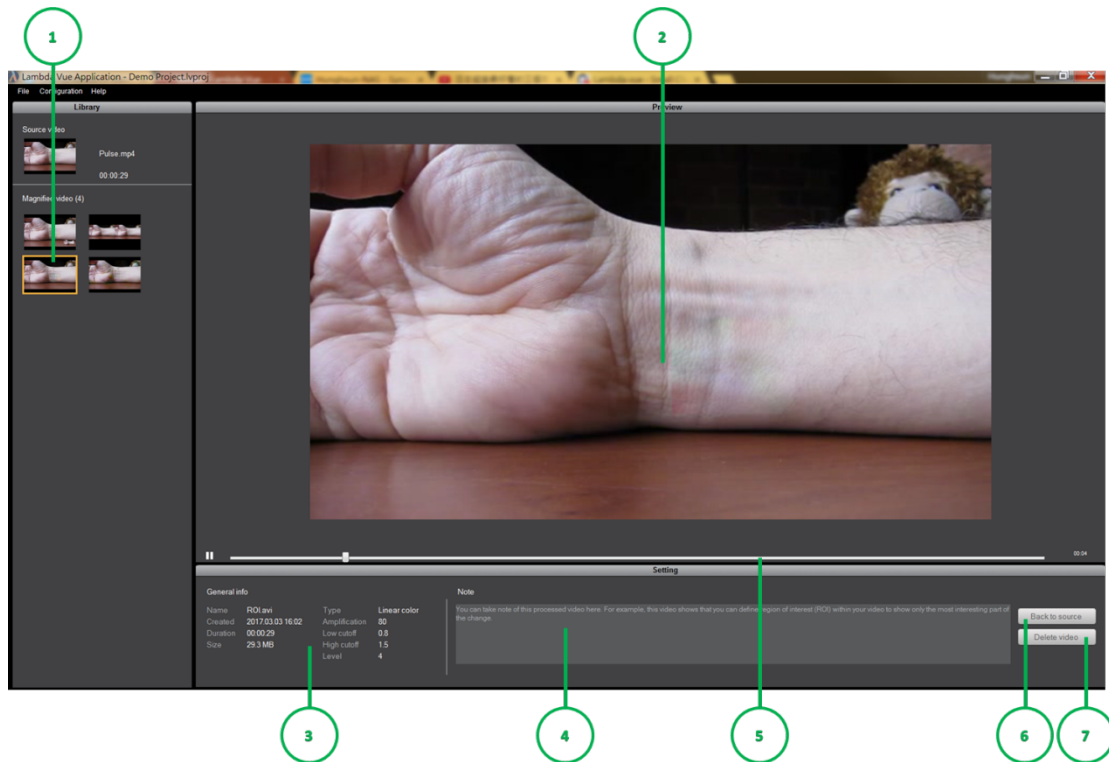 1
2
Lambda Vue Application - Demo Project.lvproj
File Configuration Help
Library
Preview
Source video
Pulse.mp4
00:00:29
Magnified video (4)
00:04
Setting
General info
Name ROI.avi
Created 2017.03.03 16:02
Duration 00:00:29
Size 29.3 MB
Type Linear color
Amplification 80
Low cutoff 0.8
High cutoff 1.5
Level 4
Note
You can take note of this processed video here. For example, this video shows that you can define region of interest (ROI) within your video to show only the most interesting part of
the change.
Back to source
Delete video
3
4
5
6
7